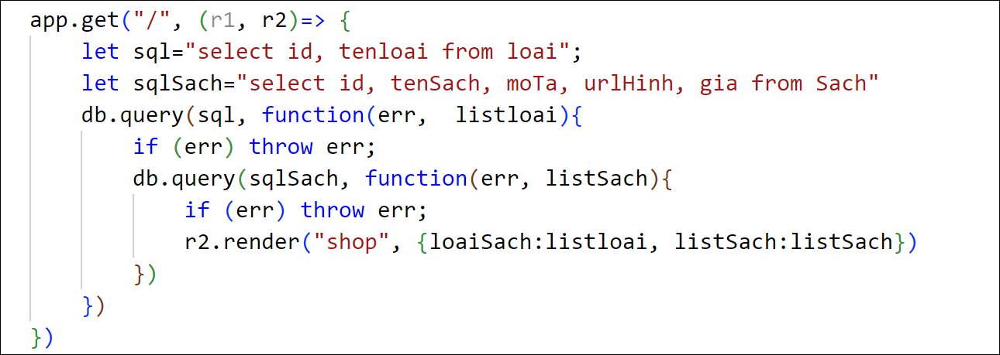 app.get("/", (r1, r2)=> {
    let sql="select id, tenloai from loai";
    let sqlSach="select id, tenSach, moTa, urlHinh, gia from Sach"
    db.query(sql, function(err,  listloai){
        if (err) throw err;
        db.query(sqlSach, function(err, listSach){
            if (err) throw err;
            r2.render("shop", {loaiSach:listloai, listSach:listSach})
        })
    })
})